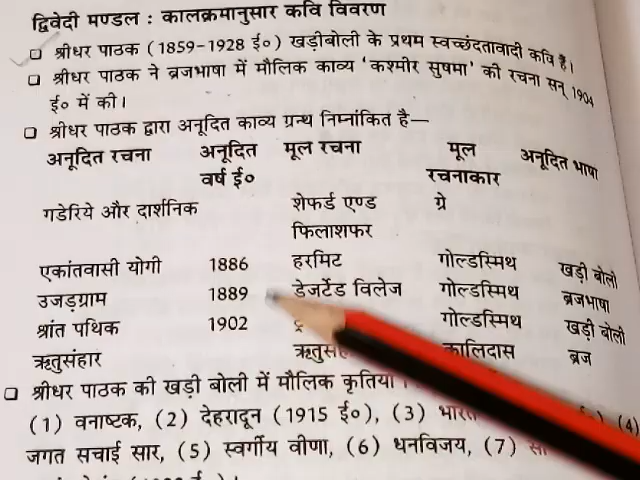 द्विवेदी मण्डल : कालक्रमानुसार कवि विवरण
श्रीधर पाठक (1859-1928 ई०) खड़ीबोली के प्रथम स्वच्छंदतावादी कवि हैं।
श्रीधर पाठक ने ब्रजभाषा में मौलिक काव्य 'कश्मीर सुषमा' की रचना सन् 1904
ई० में की।
श्रीधर पाठक द्वारा अनूदित काव्य ग्रन्थ निम्नांकित है—
अनूदित रचना अनूदित मूल रचना मूल अनूदित भाषा
वर्ष ई० रचनाकार
गडेरिये और दार्शनिक शेफर्ड एण्ड ग्रे
फिलाशफर
एकांतवासी योगी 1886 हरमिट गोल्डस्मिथ खड़ी बोली
उजड़ग्राम 1889 डेजर्टेड विलेज गोल्डस्मिथ ब्रजभाषा
श्रांत पथिक 1902 गोल्डस्मिथ खड़ी बोली
ऋतुसंहार कालिदास ब्रज
श्रीधर पाठक की खड़ी बोली में मौलिक
(1) वनाष्टक, (2) देहरादून (1915 ई०), (3) (4)
जगत सचाई सार, (5) स्वर्गीय वीणा, (6) धनविजय, (7)